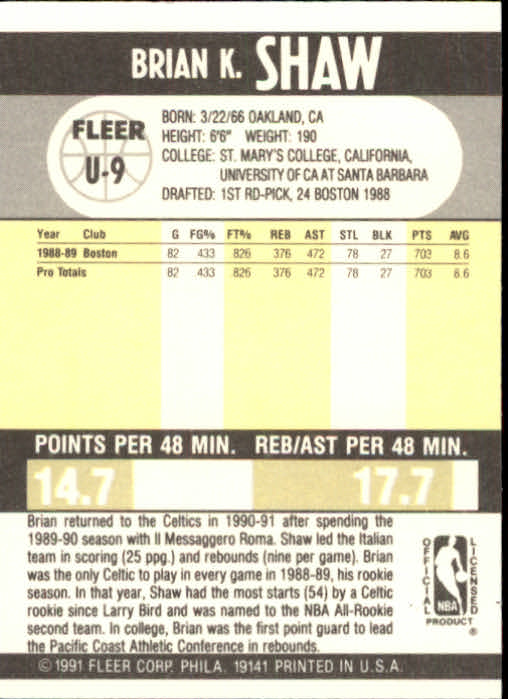 BRIAN K. SHAW
FLEER
U-9
BORN: 3/22/66 OAKLAND, CA
HEIGHT: 6'6" WEIGHT: 190
COLLEGE: ST. MARY'S COLLEGE, CALIFORNIA,
UNIVERSITY OF CA AT SANTA BARBARA
DRAFTED: 1ST RD-PICK, 24 BOSTON 1988
Year Club G FG% FT% REB AST STL BLK PTS AVG
1988-89 Boston 82 433 826 376 472 78 27 703 8.6
Pro Totals 82 433 826 376 472 78 27 703 8.6
POINTS PER 48 MIN. REB/AST PER 48 MIN.
14.7 17.7
Brian returned to the Celtics in 1990-91 after spending the
1989-90 season with Il Messaggero Roma. Shaw led the Italian
team in scoring (25 ppg.) and rebounds (nine per game). Brian
was the only Celtic to play in every game in 1988-89, his rookie
season. In that year, Shaw had the most starts (54) by a Celtic
rookie since Larry Bird and was named to the NBA All-Rookie
second team. In college, Brian was the first point guard to lead
the Pacific Coast Athletic Conference in rebounds.
OFFICIAL LICENSED
NBA
PRODUCT ®
© 1991 FLEER CORP. PHILA. 19141 PRINTED IN U.S.A.